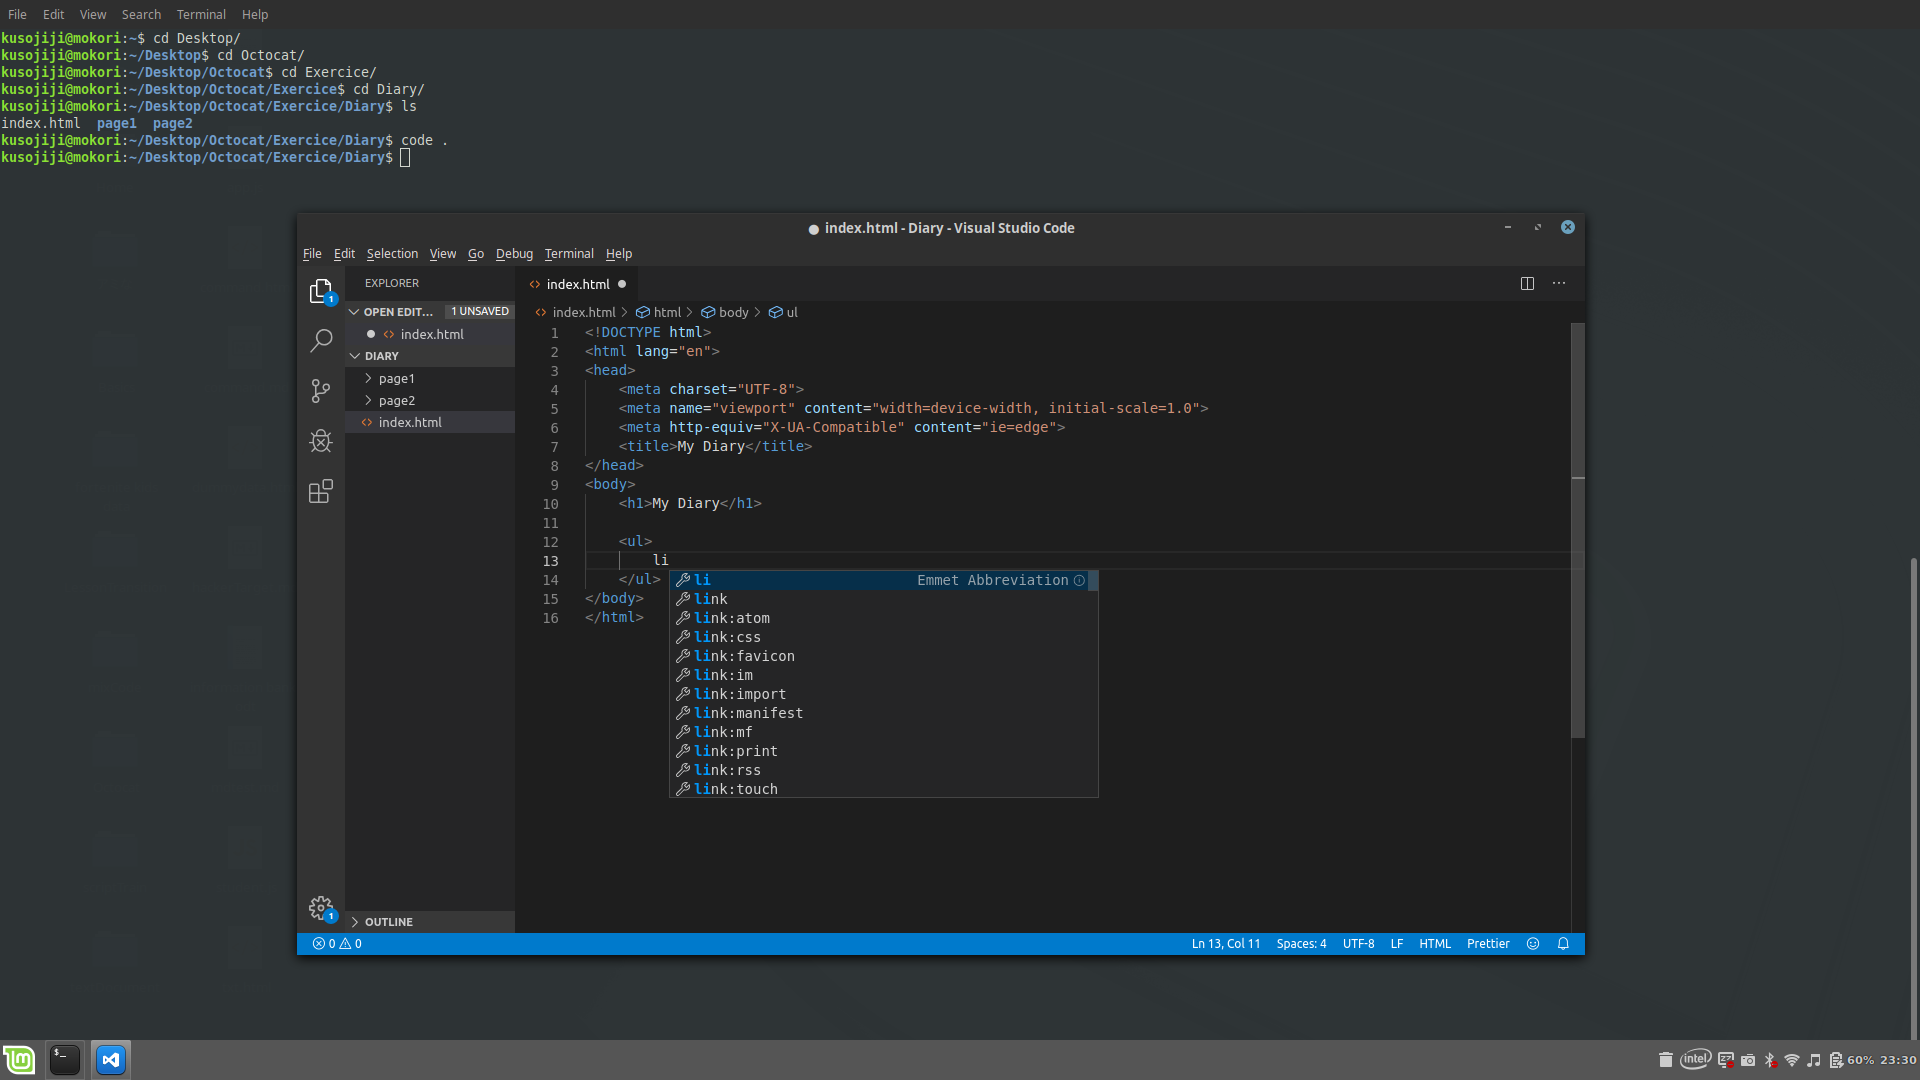 File Edit View Search Terminal Help
kusojiji@mokori:~$ cd Desktop/
kusojiji@mokori:~/Desktop$ cd Octocat/
kusojiji@mokori:~/Desktop/Octocat$ cd Exercice/
kusojiji@mokori:~/Desktop/Octocat/Exercice$ cd Diary/
kusojiji@mokori:~/Desktop/Octocat/Exercice/Diary$ ls
index.html page1 page2
kusojiji@mokori:~/Desktop/Octocat/Exercice/Diary$ code .
kusojiji@mokori:~/Desktop/Octocat/Exercice/Diary$
● index.html - Diary - Visual Studio Code
File Edit Selection View Go Debug Terminal Help
1
EXPLORER
OPEN EDIT... 1 UNSAVED
index.html
DIARY
page1
page2
index.html
OUTLINE
1
index.html
index.html > html > body > ul
1 <!DOCTYPE html>
2 <html lang="en">
3 <head>
4 <meta charset="UTF-8">
5 <meta name="viewport" content="width=device-width, initial-scale=1.0">
6 <meta http-equiv="X-UA-Compatible" content="ie=edge">
7 <title>My Diary</title>
8 </head>
9 <body>
10 <h1>My Diary</h1>
11
12 <ul>
13 li
14 </ul>
15 </body>
16 </html>
li Emmet Abbreviation
link
link:atom
link:css
link:favicon
link:im
link:import
link:manifest
link:mf
link:print
link:rss
link:touch
0 0 Ln 13, Col 11 Spaces: 4 UTF-8 LF HTML Prettier
$_ intel 60% 23:30